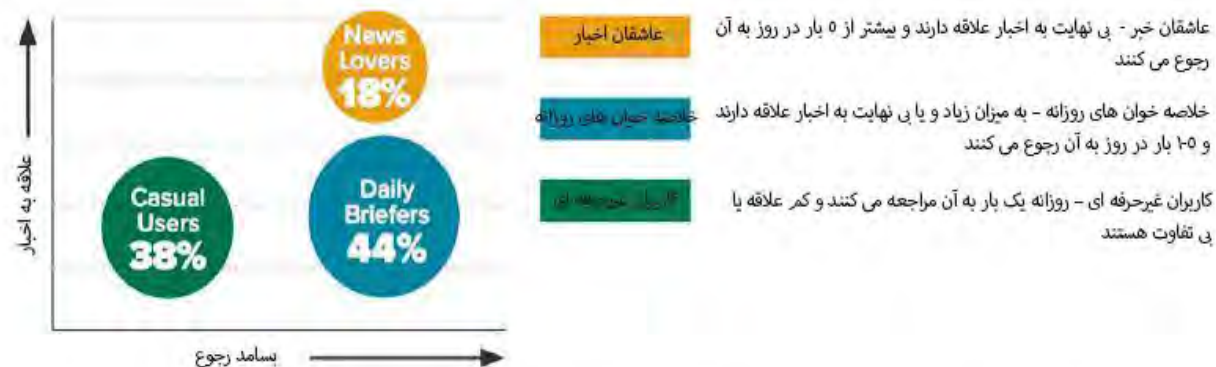 علاقه به اخبار
News
Lovers
18%
Casual
Users
38%
Daily
Briefers
44%
بسامد رجوع
عاشقان اخبار
عاشقان خبر - بی نهایت به اخبار علاقه دارند و بیشتر از ۵ بار در روز به آن
رجوع می کنند
خلاصه خوان های روزانه
خلاصه خوان های روزانه – به میزان زیاد و یا بی نهایت به اخبار علاقه دارند
و ۵-۱ بار در روز به آن رجوع می کنند
کاربران غیرحرفه ای
کاربران غیرحرفه ای – روزانه یک بار به آن مراجعه می کنند و کم علاقه یا
بی تفاوت هستند